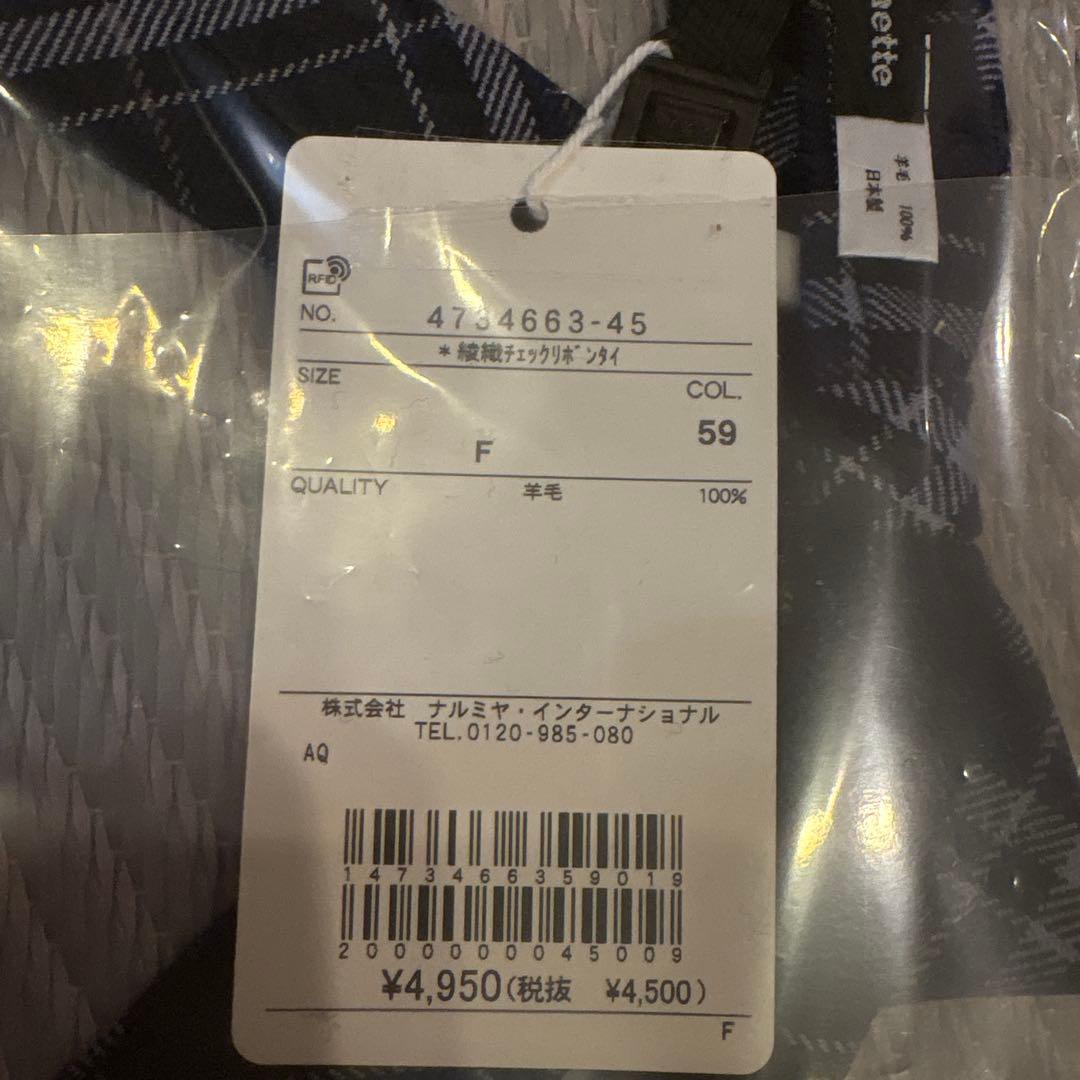 nette
羊毛 100%
日本製
RFID
NO. 4734663-45
*綾織チェックリボンタイ
SIZE COL.
F 59
QUALITY 羊毛 100%
株式会社 ナルミヤ・インターナショナル
TEL.0120-985-080
AQ
1473466359019
2000000045009
¥4,950(税抜 ¥4,500)
F